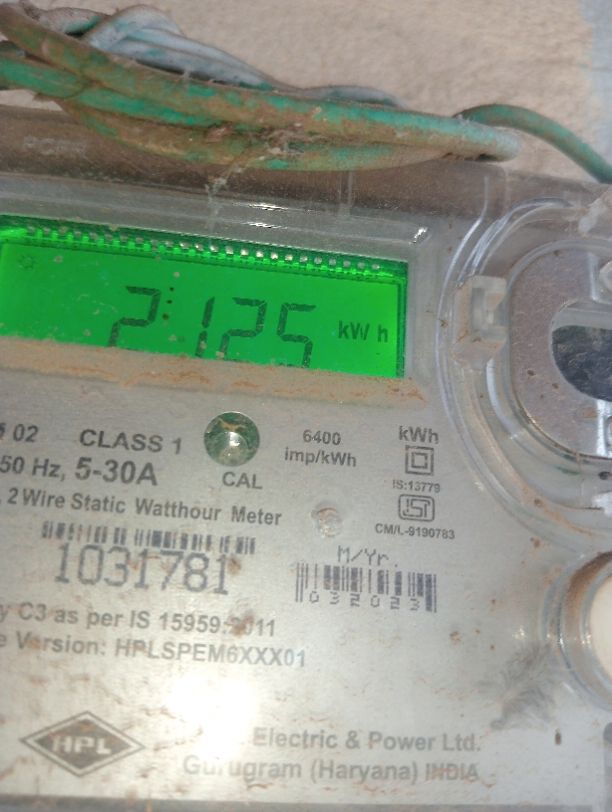 2:125 kWh
02 CLASS 1 6400 imp/kWh kWh
50 Hz, 5-30A CAL IS:13779
2 Wire Static Watthour Meter CM/L-9190783
1031781 M/Yr.
032023
C3 as per IS 15959:2011
Version: HPLSPEM6XXX01
HPL Electric & Power Ltd.
Gurugram (Haryana) INDIA